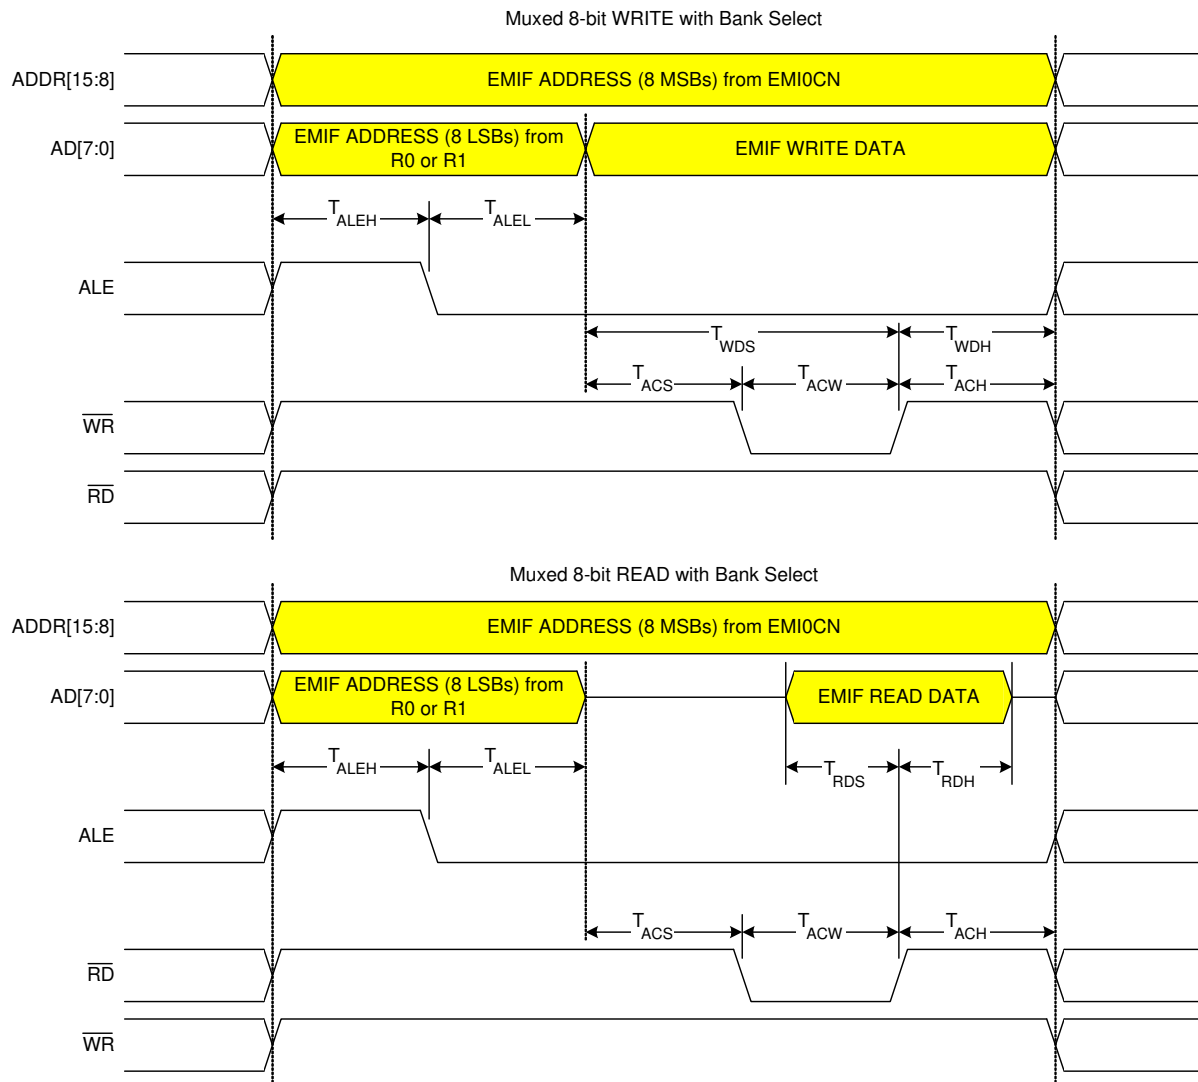 Muxed 8-bit WRITE with Bank Select
ADDR[15:8]
EMIF ADDRESS (8 MSBs) from EMI0CN
AD[7:0]
EMIF ADDRESS (8 LSBs) from
R0 or R1
EMIF WRITE DATA
TALEH
TALEL
ALE
TWDS
TWDH
TACS
TACW
TACH
WR
RD
Muxed 8-bit READ with Bank Select
ADDR[15:8]
EMIF ADDRESS (8 MSBs) from EMI0CN
AD[7:0]
EMIF ADDRESS (8 LSBs) from
R0 or R1
EMIF READ DATA
TALEH
TALEL
TRDS
TRDH
ALE
TACS
TACW
TACH
RD
WR